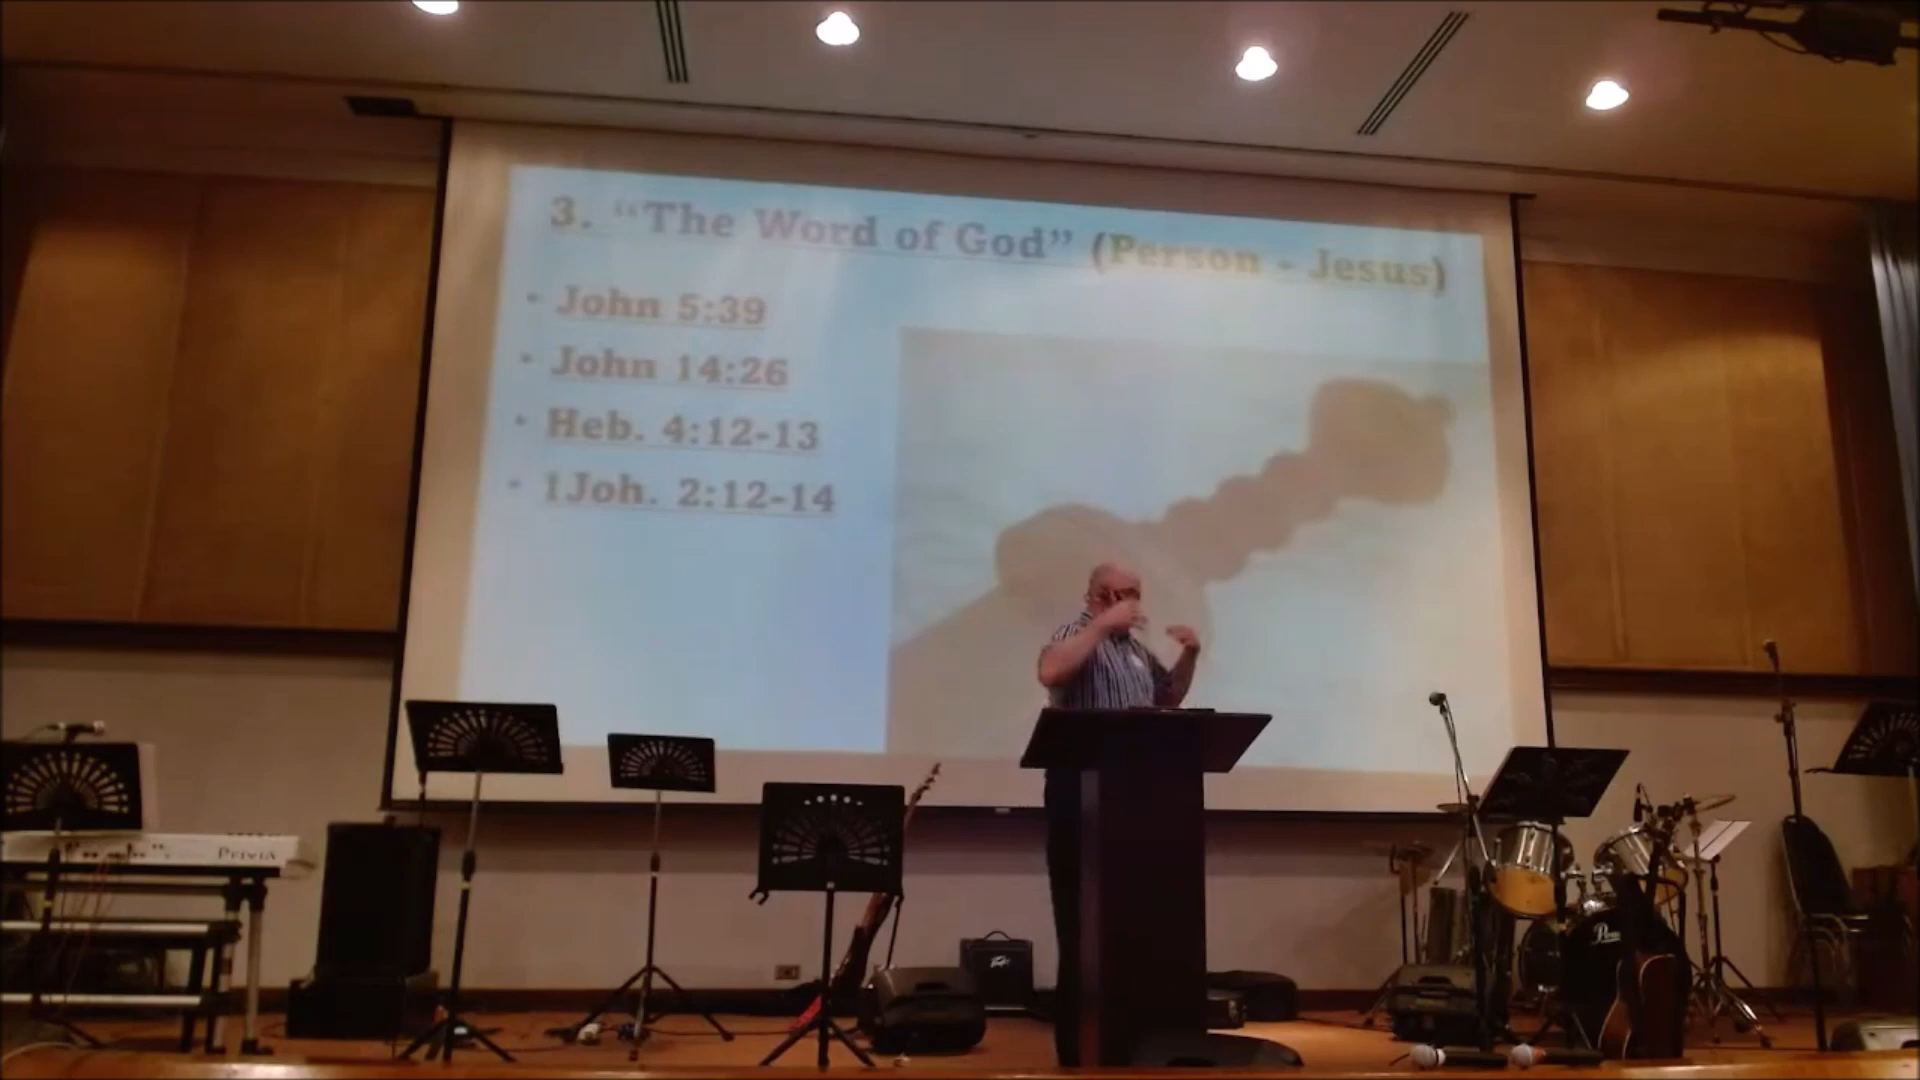 3. “The Word of God” (Person - Jesus)
• John 5:39
• John 14:26
• Heb. 4:12-13
• 1Joh. 2:12-14
PRIVIA
Peavey